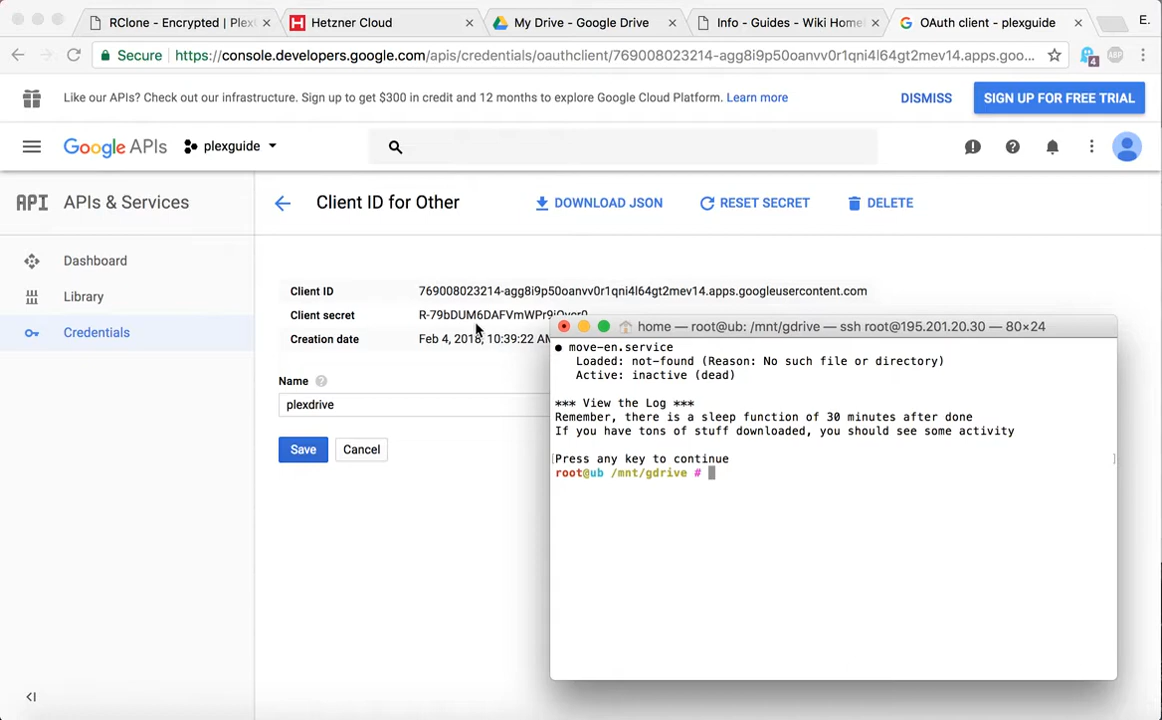 RClone - Encrypted | Plex
Hetzner Cloud
My Drive - Google Drive
Info - Guides - Wiki Home
OAuth client - plexguide
E.
Secure
https://console.developers.google.com/apis/credentials/oauthclient/769008023214-agg8i9p50oanvv0r1qni4l64gt2mev14.apps.goo...
4
ABP
Like our APIs? Check out our infrastructure. Sign up to get $300 in credit and 12 months to explore Google Cloud Platform. Learn more
DISMISS
SIGN UP FOR FREE TRIAL
Google APIs
plexguide
API APIs & Services
Client ID for Other
DOWNLOAD JSON
RESET SECRET
DELETE
Dashboard
Library
Credentials
Client ID 769008023214-agg8i9p50oanvv0r1qni4l64gt2mev14.apps.googleusercontent.com
Client secret
Creation date Feb 4, 2018, 10:39:22 AM
Name
plexdrive
Save
Cancel
home — root@ub: /mnt/gdrive — ssh root@195.201.20.30 — 80×24
● move-en.service
Loaded: not-found (Reason: No such file or directory)
Active: inactive (dead)
*** View the Log ***
Remember, there is a sleep function of 30 minutes after done
If you have tons of stuff downloaded, you should see some activity
[Press any key to continue ]
root@ub /mnt/gdrive #